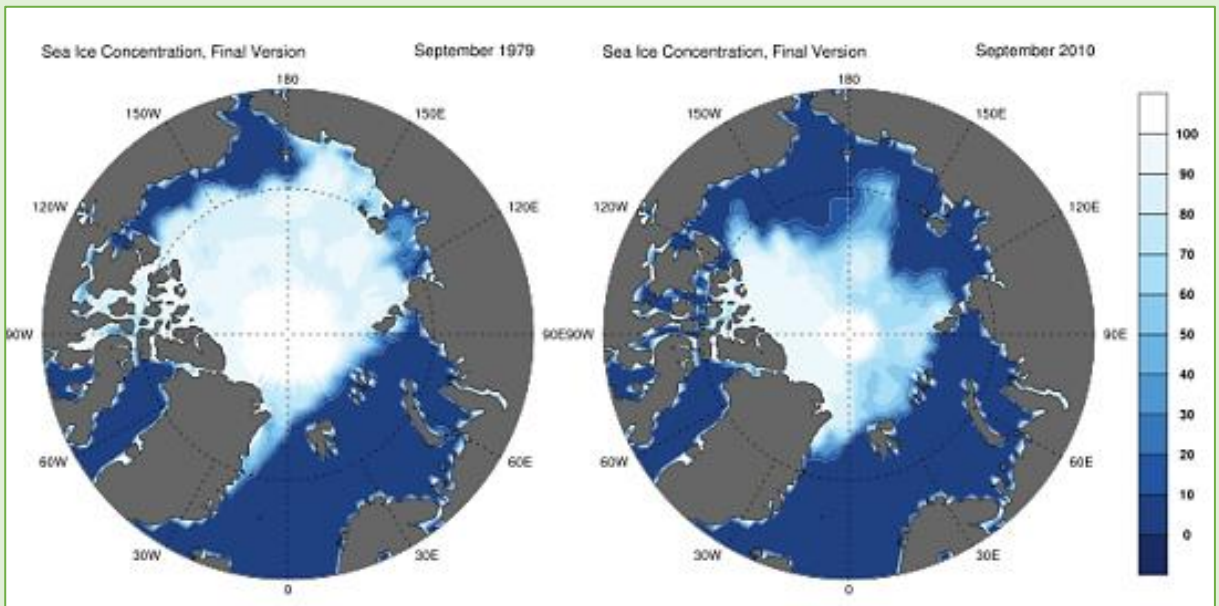 Sea Ice Concentration, Final Version September 1979
180
150W 150E
120W 120E
90W 90E
60W 60E
30W 30E
0
Sea Ice Concentration, Final Version September 2010
180
150W 150E
120W 120E
90W 90E
60W 60E
30W 30E
0
100
90
80
70
60
50
40
30
20
10
0